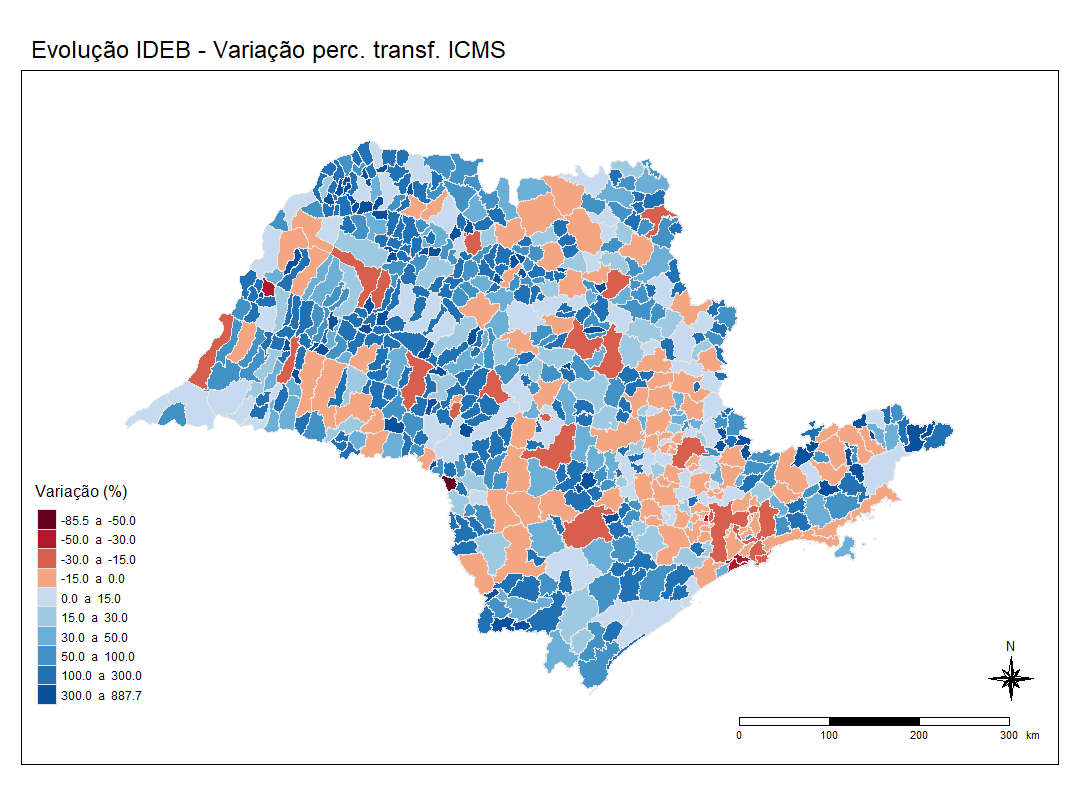 Evolução IDEB - Variação perc. transf. ICMS
Variação (%)
-85.5 a -50.0
-50.0 a -30.0
-30.0 a -15.0
-15.0 a 0.0
0.0 a 15.0
15.0 a 30.0
30.0 a 50.0
50.0 a 100.0
100.0 a 300.0
300.0 a 887.7
N
0 100 200 300 km